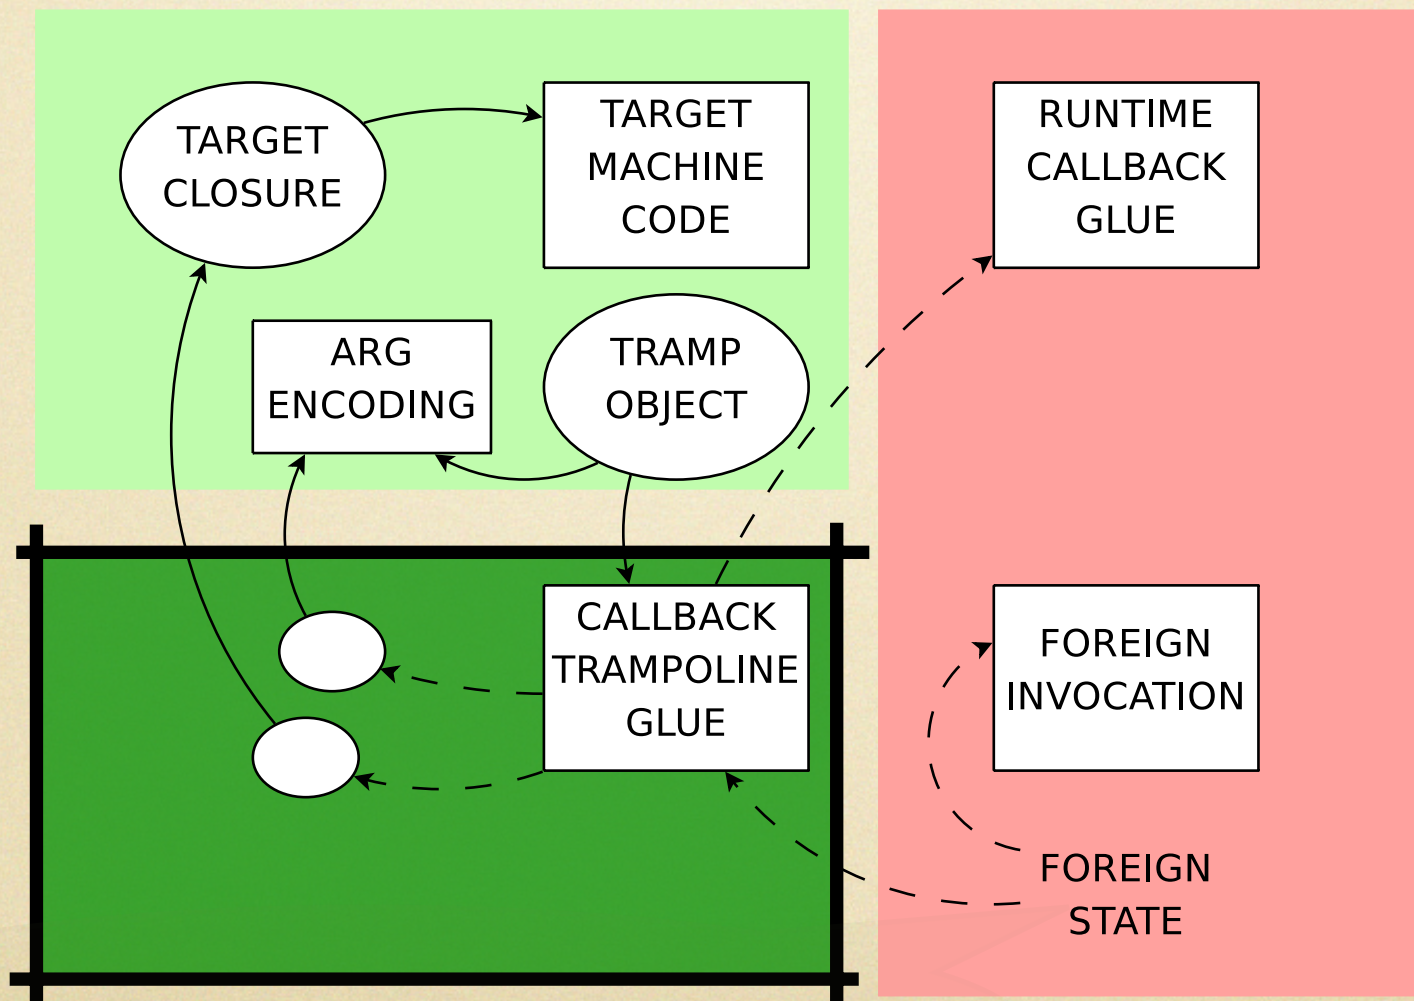 TARGET
CLOSURE
TARGET
MACHINE
CODE
RUNTIME
CALLBACK
GLUE
ARG
ENCODING
TRAMP
OBJECT
CALLBACK
TRAMPOLINE
GLUE
FOREIGN
INVOCATION
FOREIGN
STATE